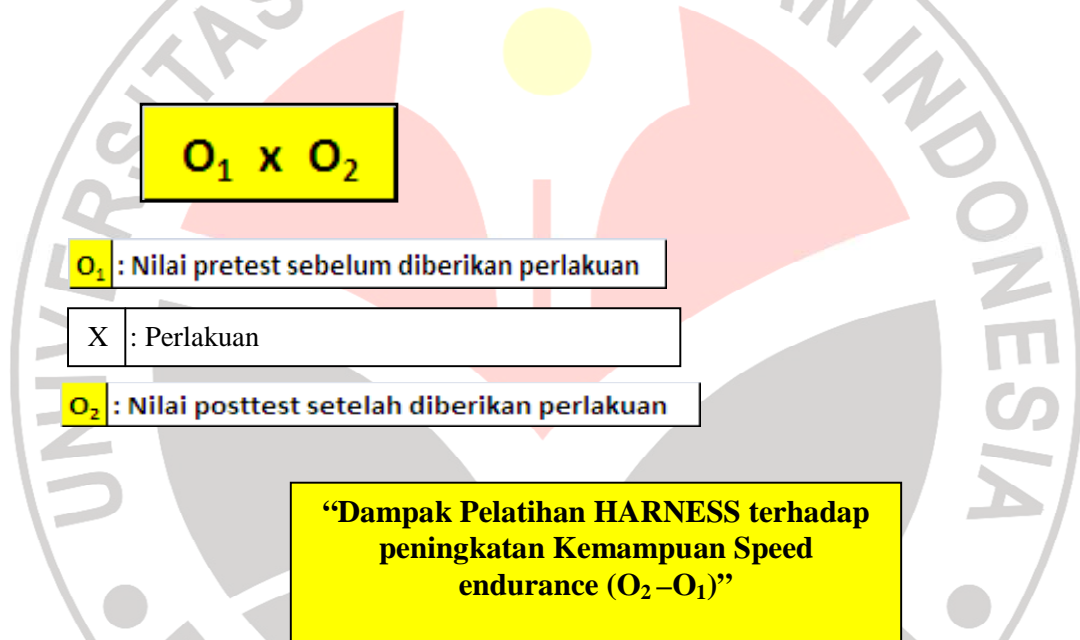 O₁ x O₂
O₁ : Nilai pretest sebelum diberikan perlakuan
X : Perlakuan
O₂ : Nilai posttest setelah diberikan perlakuan
“Dampak Pelatihan HARNESS terhadap
peningkatan Kemampuan Speed
endurance (O₂ –O₁)”